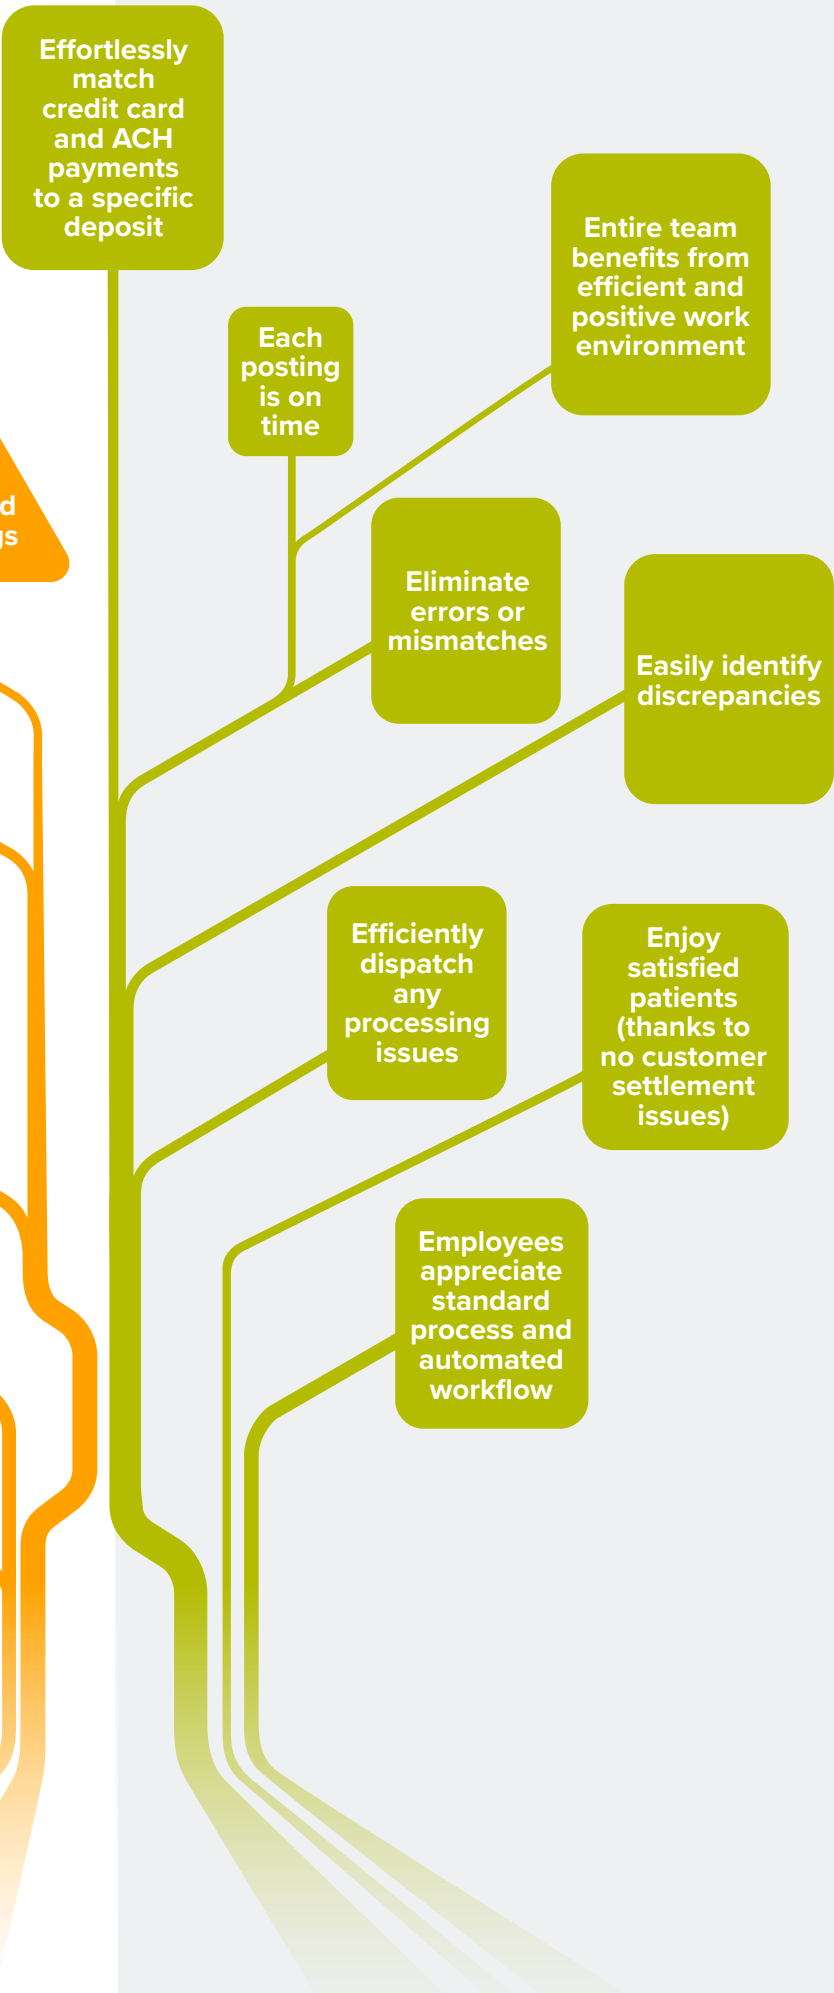 Effortlessly
match
credit card
and ACH
payments
to a specific
deposit
Entire team
benefits from
efficient and
positive work
environment
Each
posting
is on
time
Eliminate
errors or
mismatches
Easily identify
discrepancies
Efficiently
dispatch
any
processing
issues
Enjoy
satisfied
patients
(thanks to
no customer
settlement
issues)
Employees
appreciate
standard
process and
automated
workflow